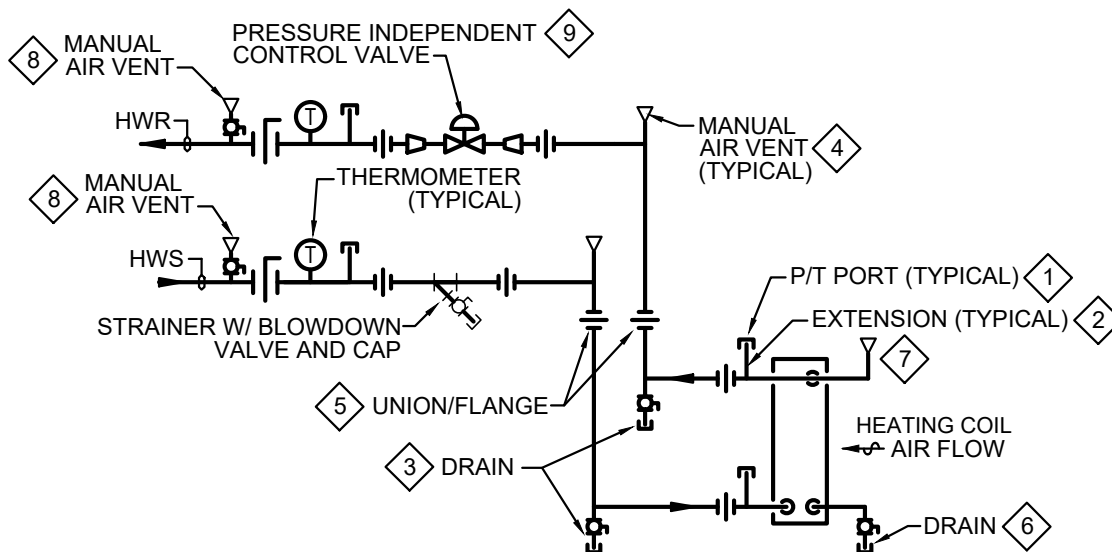 8
MANUAL
AIR VENT
PRESSURE INDEPENDENT
CONTROL VALVE
9
HWR
T
MANUAL
AIR VENT
(TYPICAL)
4
8
MANUAL
AIR VENT
THERMOMETER
(TYPICAL)
HWS
T
P/T PORT (TYPICAL)
1
STRAINER W/ BLOWDOWN
VALVE AND CAP
EXTENSION (TYPICAL)
2
7
5
UNION/FLANGE
HEATING COIL
AIR FLOW
3
DRAIN
DRAIN
6